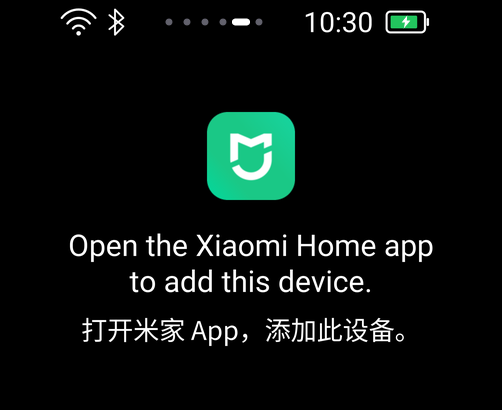 10:30
Open the Xiaomi Home app
to add this device.
打开米家 App，添加此设备。